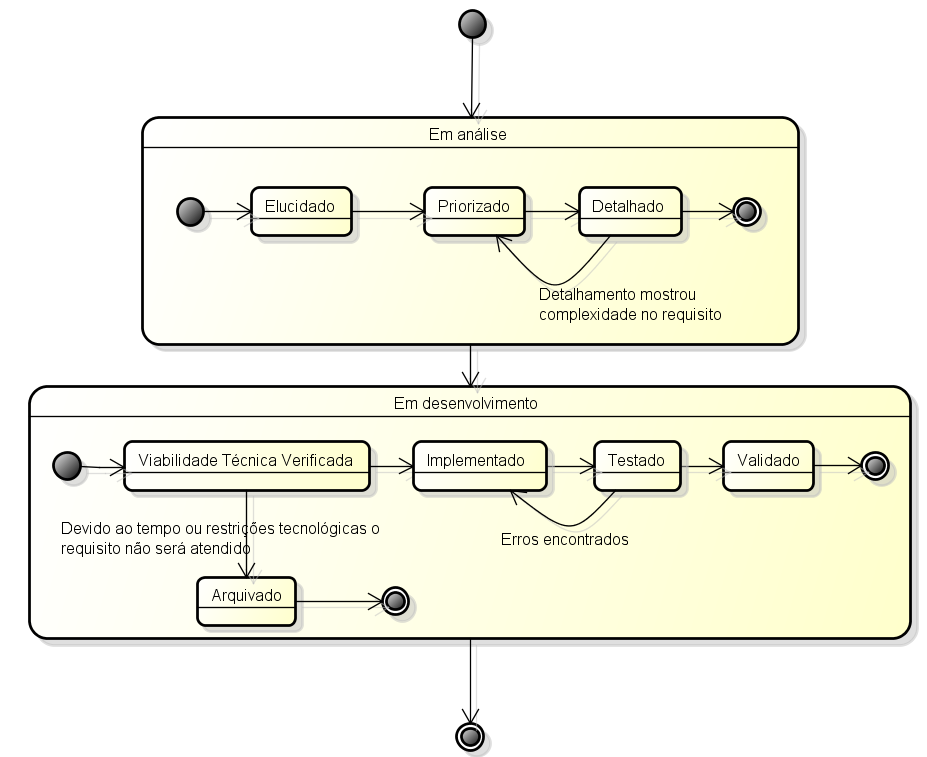 Em análise
Elucidado
Priorizado
Detalhado
Detalhamento mostrou
complexidade no requisito
Em desenvolvimento
Viabilidade Técnica Verificada
Implementado
Testado
Validado
Devido ao tempo ou restrições tecnológicas o
requisito não será atendido
Erros encontrados
Arquivado